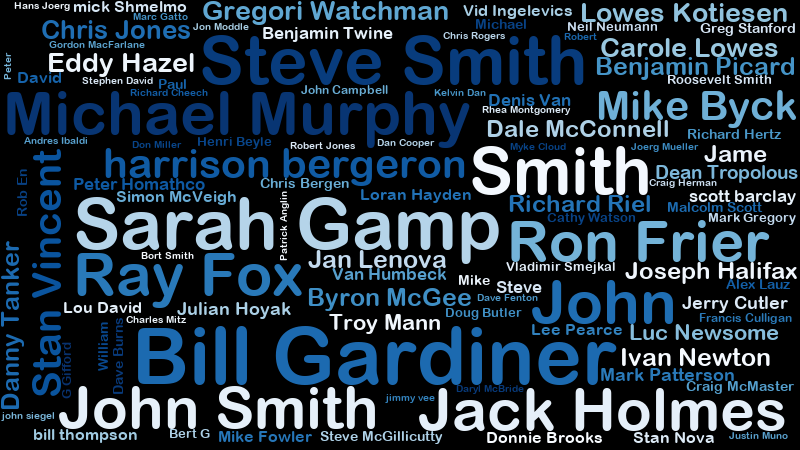 Hans Joerg
mick Shmelmo
Marc Gatto
Gregori Watchman
Vid Ingelevics
Lowes Kotiesen
Chris Jones
Jon Moddle
Michael
Neil Neumann
Greg Stanford
Gordon MacFarlane
Benjamin Twine
Chris Rogers
Robert
Carole Lowes
Peter
Eddy Hazel
Steve Smith
Benjamin Picard
David
Stephen David
Paul
Roosevelt Smith
Richard Cheech
John Campbell
Kelvin Dan
Denis Van
Mike Byck
Michael Murphy
Rhea Montgomery
Dale McConnell
Richard Hertz
Andres Ibaldi
Don Miller
Henri Beyle
Robert Jones
Dan Cooper
Myke Cloud
Joerg Mueller
Jame
Rob En
Stan Vincent
harrison bergeron
Smith
Dean Tropolous
Peter Homathco
Chris Bergen
Craig Herman
Simon McVeigh
Patrick Anglin
Loran Hayden
Richard Riel
scott barclay
Malcolm Scott
Sarah Gamp
Cathy Watson
Mark Gregory
Danny Tanker
Bort Smith
Jan Lenova
Ron Frier
Ray Fox
Van Humbeck
Vladimir Smejkal
Joseph Halifax
Mike
Steve
John
Alex Lauz
Byron McGee
Dave Fenton
Jerry Cutler
Lou David
Julian Hoyak
Doug Butler
Francis Culligan
Charles Mitz
Troy Mann
Lee Pearce
Luc Newsome
G Gifford
William
Dave Burns
Bill Gardiner
Ivan Newton
Mark Patterson
Daryl McBride
Craig McMaster
John Smith
jimmy vee
Jack Holmes
john siegel
bill thompson
Bert G
Mike Fowler
Steve McGillicutty
Donnie Brooks
Stan Nova
Justin Muno